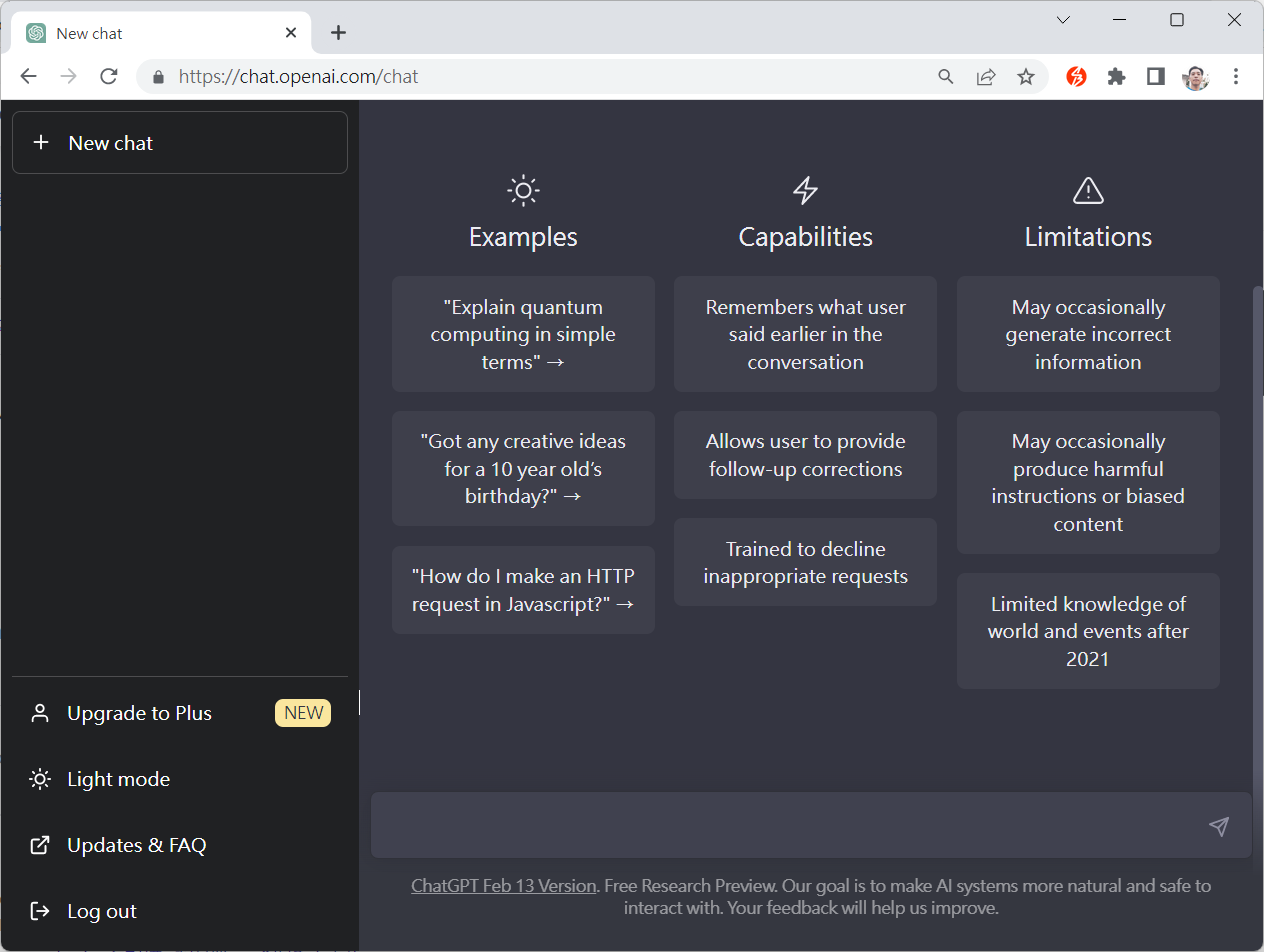 New chat
https://chat.openai.com/chat
New chat
Upgrade to Plus
NEW
Light mode
Updates & FAQ
Log out
Examples
"Explain quantum
computing in simple
terms" →
"Got any creative ideas
for a 10 year old’s
birthday?" →
"How do I make an HTTP
request in Javascript?" →
Capabilities
Remembers what user
said earlier in the
conversation
Allows user to provide
follow-up corrections
Trained to decline
inappropriate requests
Limitations
May occasionally
generate incorrect
information
May occasionally
produce harmful
instructions or biased
content
Limited knowledge of
world and events after
2021
ChatGPT Feb 13 Version. Free Research Preview. Our goal is to make AI systems more natural and safe to
interact with. Your feedback will help us improve.